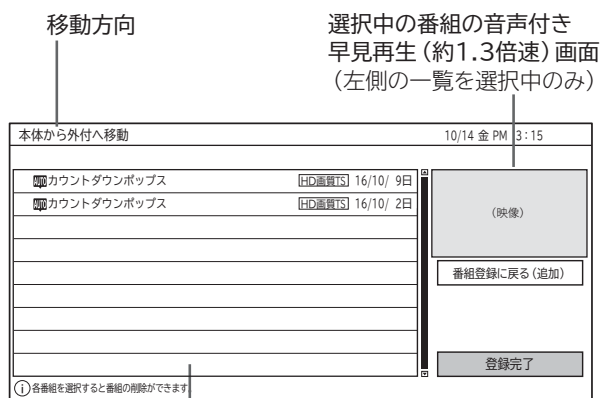 移動方向
選択中の番組の音声付き
早見再生（約1.3倍速）画面
（左側の一覧を選択中のみ）
本体から外付へ移動
10/14 金 PM 3：15
カウントダウンポップス HD画質TS 16/10/ 9日
カウントダウンポップス HD画質TS 16/10/ 2日
（映像）
番組登録に戻る（追加）
登録完了
i 各番組を選択すると番組の削除ができます。